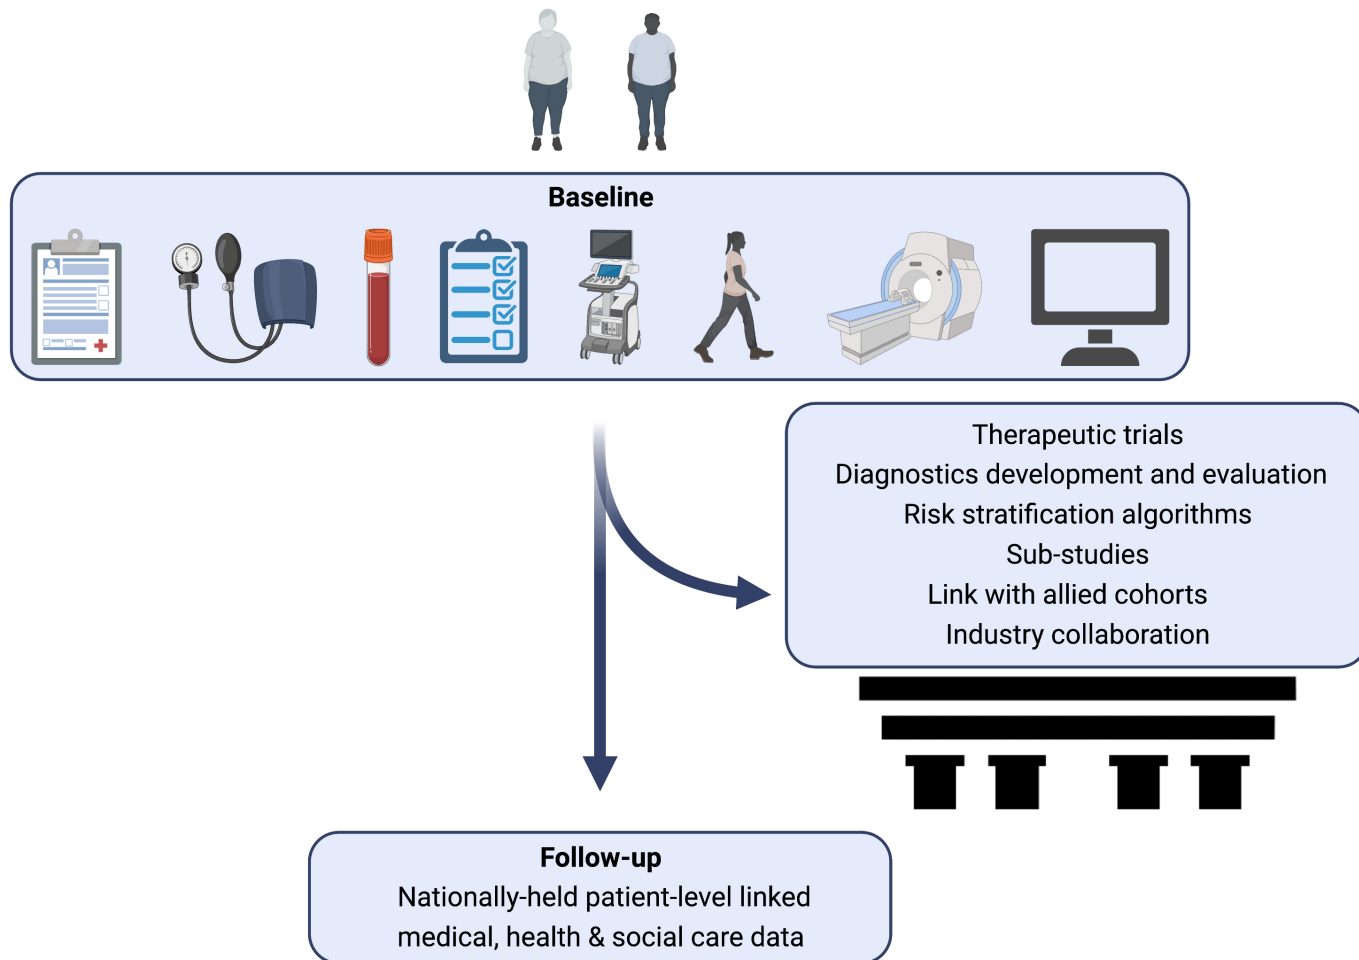 Baseline
Therapeutic trials
Diagnostics development and evaluation
Risk stratification algorithms
Sub-studies
Link with allied cohorts
Industry collaboration
Follow-up
Nationally-held patient-level linked
medical, health & social care data